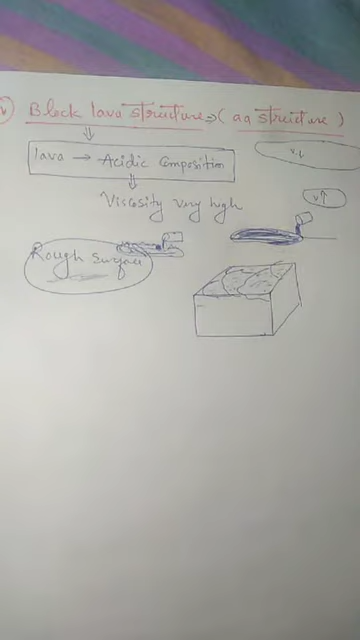 v) Block lava structure ⇒ (aa structure)
⇓
lava → Acidic Composition
V↓
⇓
Viscosity very high
V↑
Rough Surface